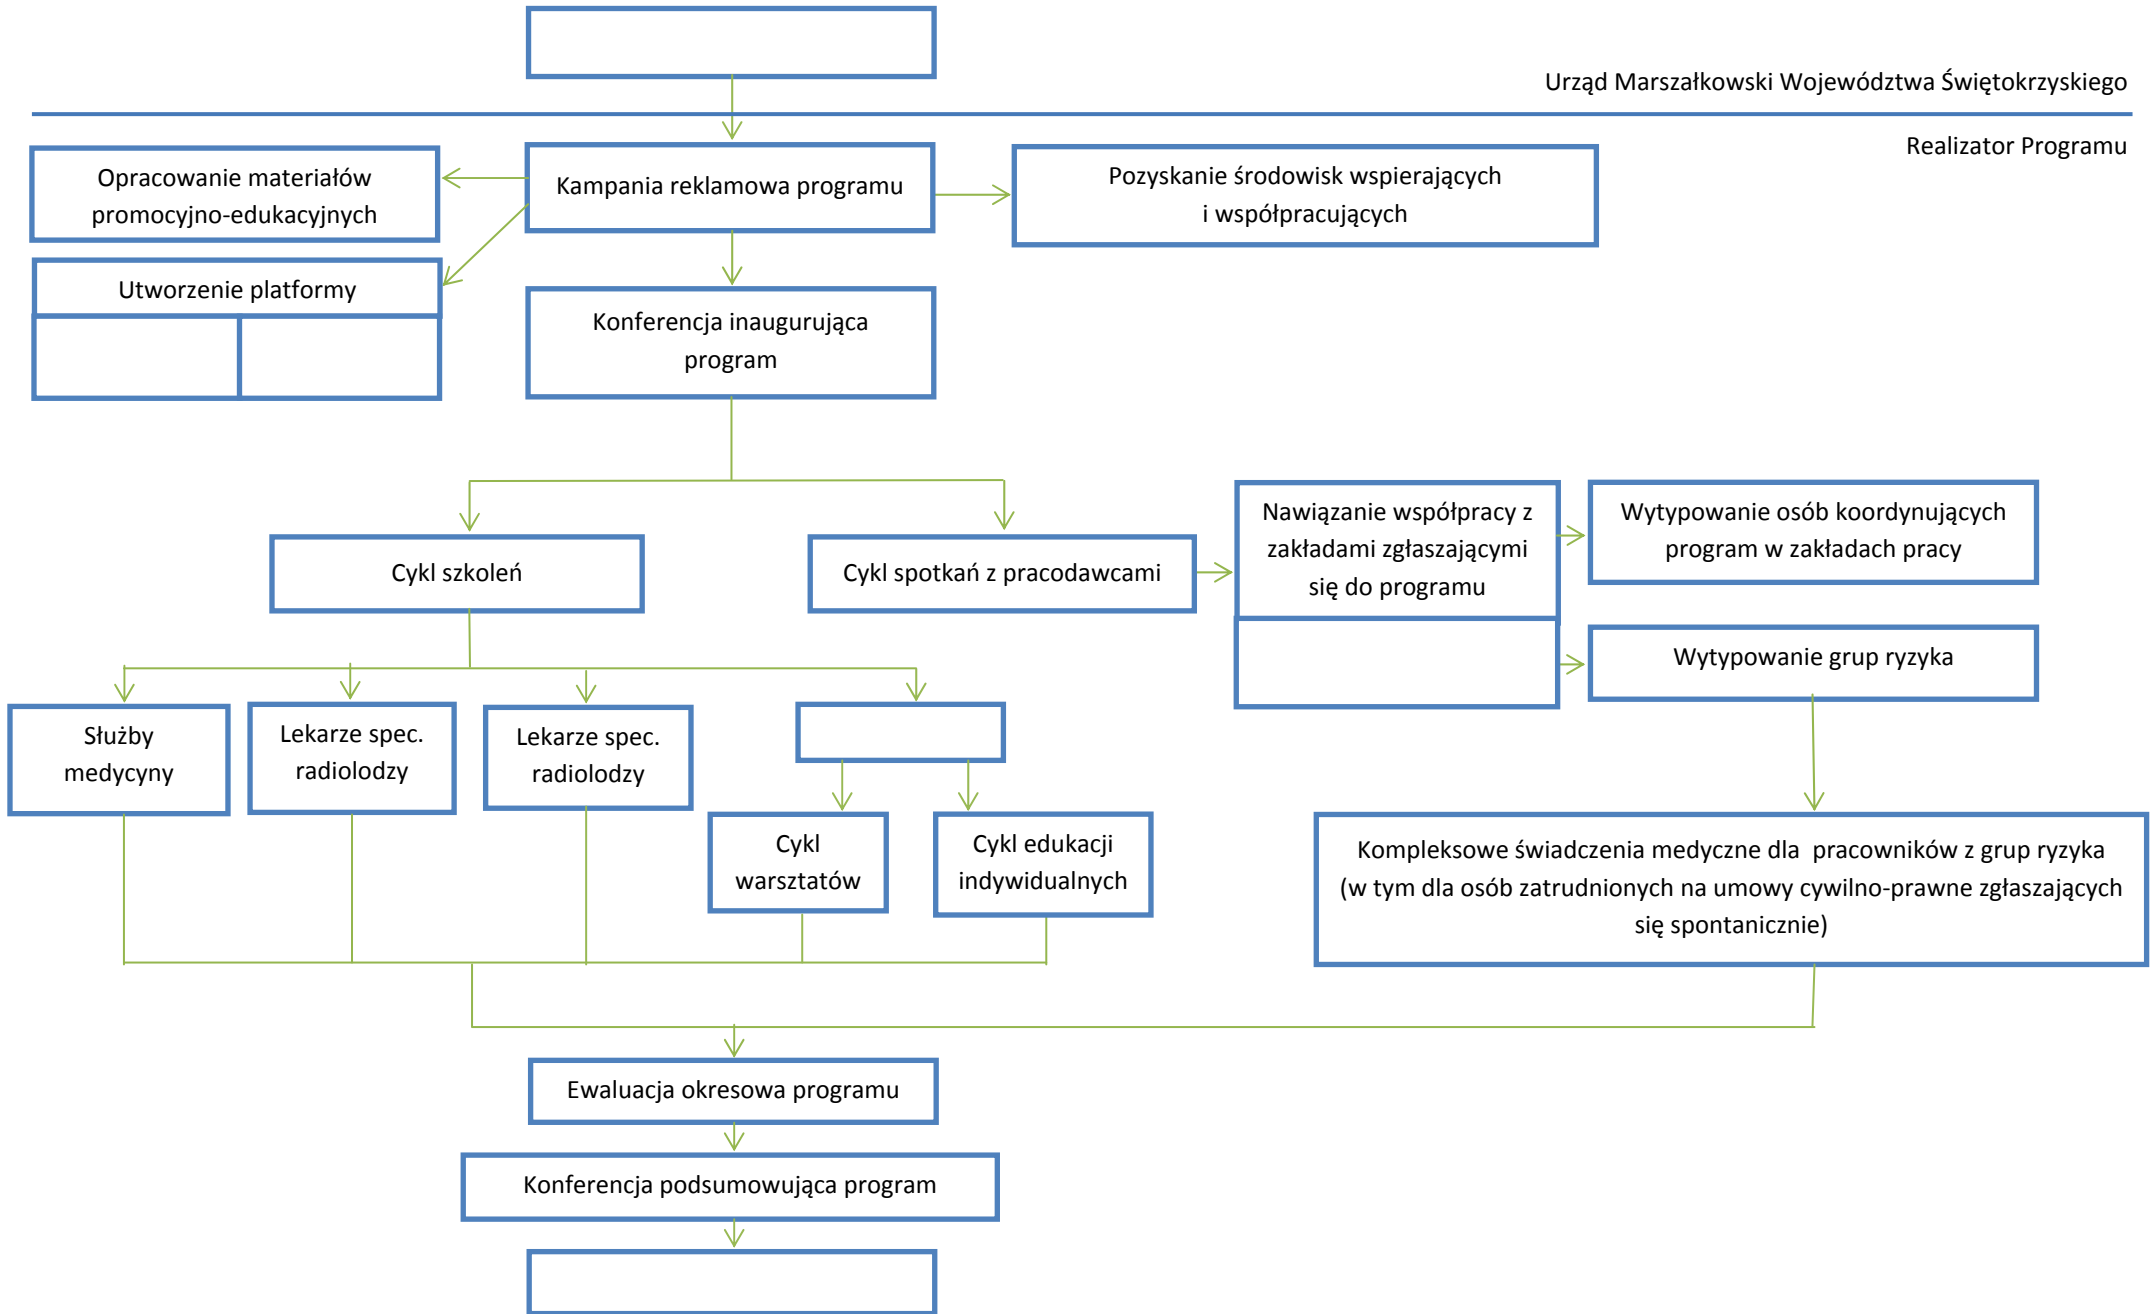 Urząd Marszałkowski Województwa Świętokrzyskiego
Realizator Programu
Opracowanie materiałów
promocyjno-edukacyjnych
Kampania reklamowa programu
Pozyskanie środowisk wspierających
i współpracujących
Utworzenie platformy
Konferencja inaugurująca
program
Cykl szkoleń
Cykl spotkań z pracodawcami
Nawiązanie współpracy z
zakładami zgłaszającymi
się do programu
Wytypowanie osób koordynujących
program w zakładach pracy
Wytypowanie grup ryzyka
Służby
medycyny
Lekarze spec.
radiolodzy
Lekarze spec.
radiolodzy
Cykl
warsztatów
Cykl edukacji
indywidualnych
Kompleksowe świadczenia medyczne dla pracowników z grup ryzyka
(w tym dla osób zatrudnionych na umowy cywilno-prawne zgłaszających
się spontanicznie)
Ewaluacja okresowa programu
Konferencja podsumowująca program